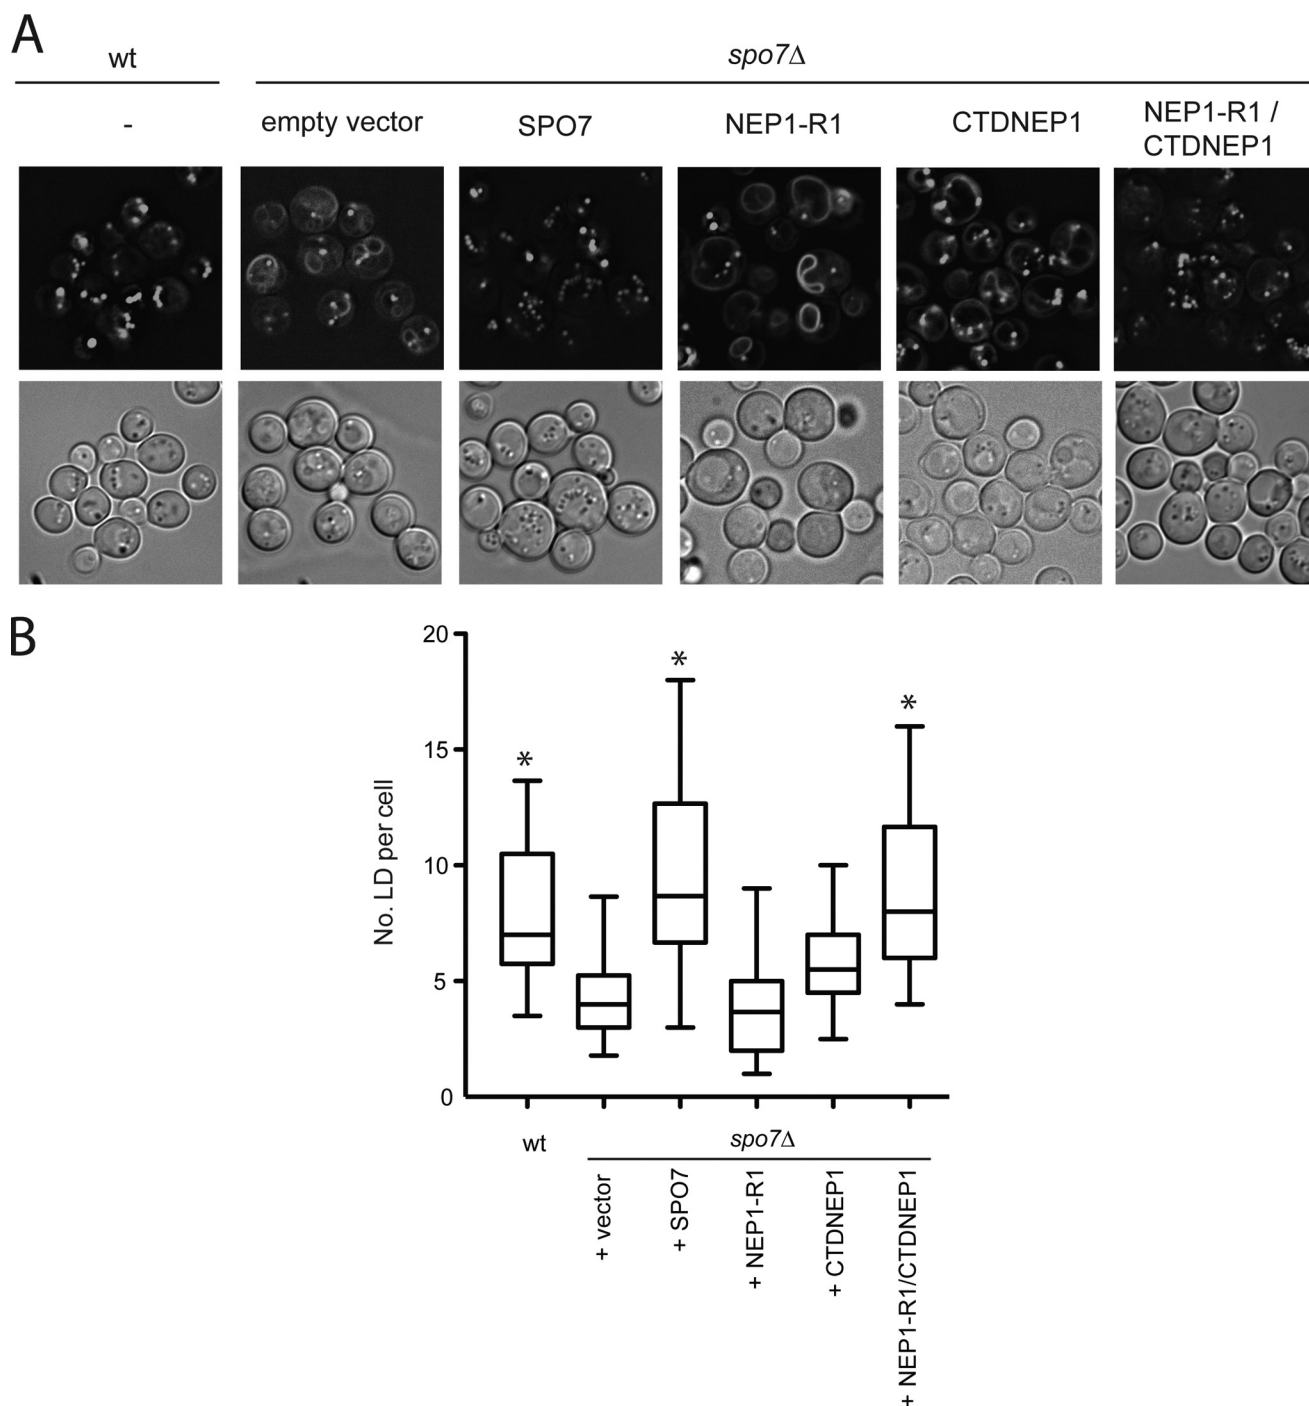 A
wt
spo7Δ
-
empty vector
SPO7
NEP1-R1
CTDNEP1
NEP1-R1 /
CTDNEP1
B
No. LD per cell
20
15
10
5
0
*
*
*
wt
spo7Δ
+ vector
+ SPO7
+ NEP1-R1
+ CTDNEP1
+ NEP1-R1/CTDNEP1